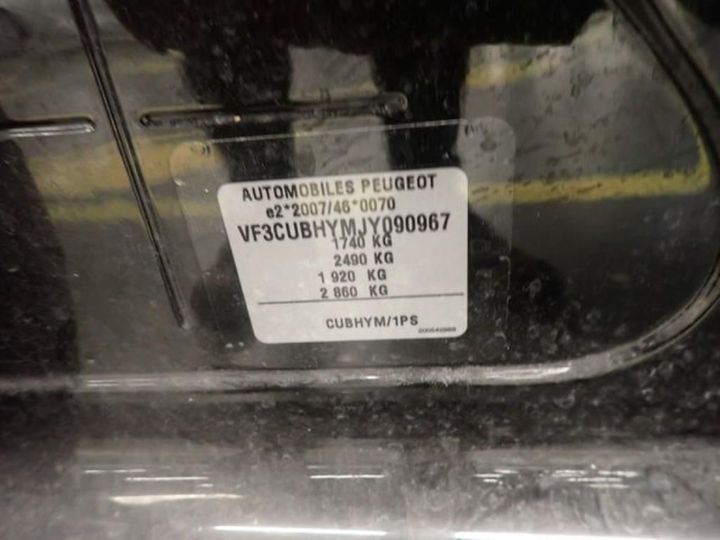 AUTOMOBILES PEUGEOT
e2*2007/46*0070
VF3CUBHYMJY090967
1740 KG
2490 KG
1 920 KG
2 860 KG
CUBHYM/1PS